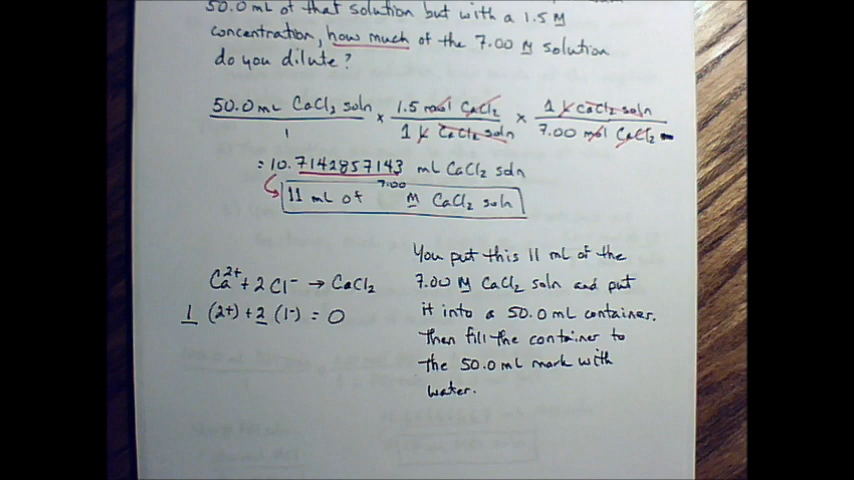 50.0 mL of that solution but with a 1.5 M
concentration, how much of the 7.00 M solution
do you dilute?
50.0 mL CaCl₂ soln / 1 × 1.5 mol CaCl₂ / 1 L CaCl₂ soln × 1 L CaCl₂ soln / 7.00 mol CaCl₂
= 10.7142857143 mL CaCl₂ soln
11 mL of 7.00 M CaCl₂ soln
Ca²⁺ + 2 Cl⁻ → CaCl₂
1 (2+) + 2 (1-) = 0
You put this 11 mL of the
7.00 M CaCl₂ soln and put
it into a 50.0 mL container.
Then fill the container to
the 50.0 mL mark with
water.